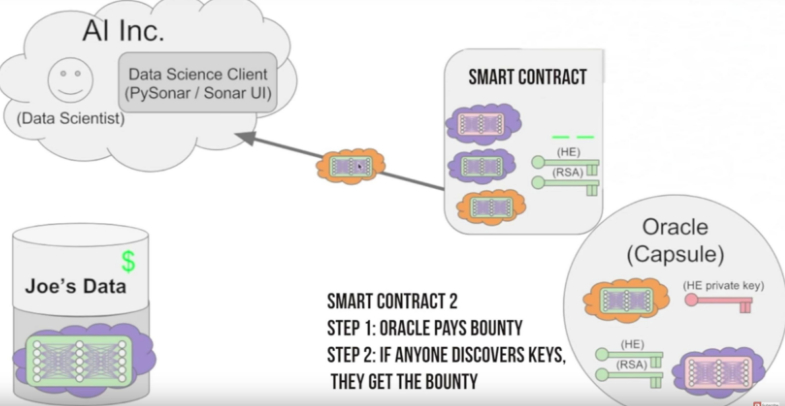 AI Inc.
Data Science Client
(PySonar / Sonar UI)
(Data Scientist)
SMART CONTRACT
(HE)
(RSA)
$
Joe's Data
SMART CONTRACT 2
STEP 1: ORACLE PAYS BOUNTY
STEP 2: IF ANYONE DISCOVERS KEYS,
THEY GET THE BOUNTY
Oracle
(Capsule)
(HE private key)
(HE)
(RSA)